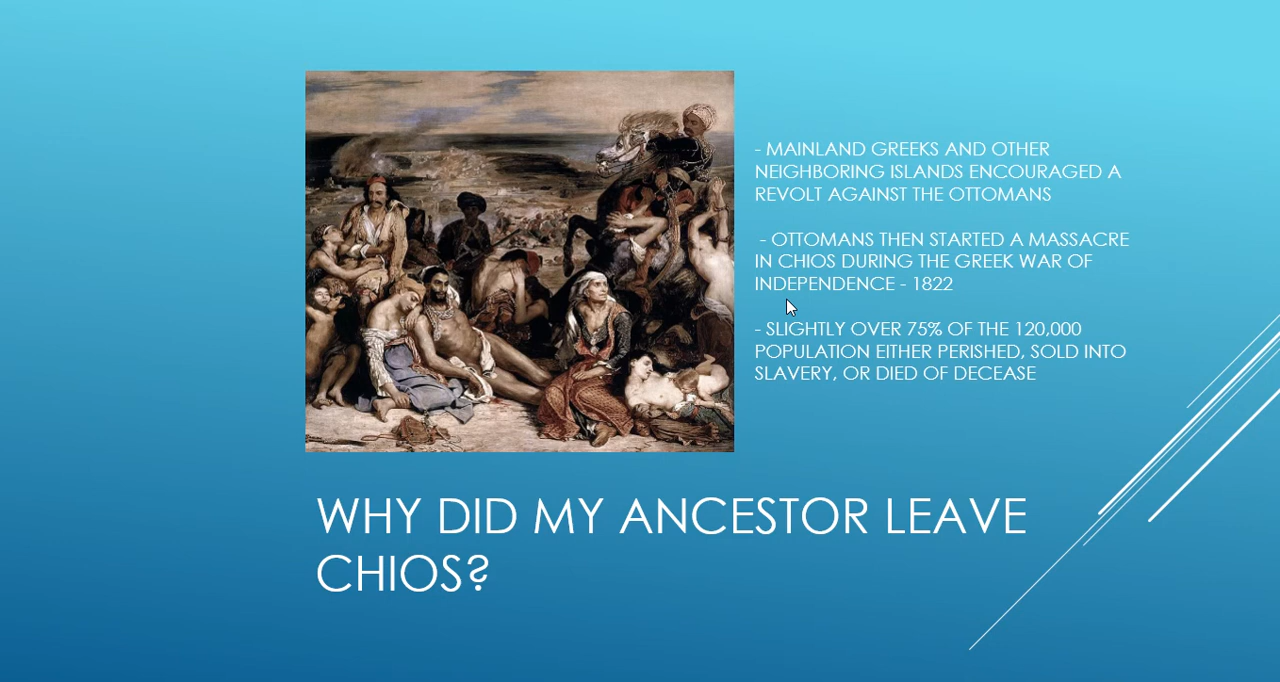 - MAINLAND GREEKS AND OTHER
NEIGHBORING ISLANDS ENCOURAGED A
REVOLT AGAINST THE OTTOMANS
- OTTOMANS THEN STARTED A MASSACRE
IN CHIOS DURING THE GREEK WAR OF
INDEPENDENCE - 1822
- SLIGHTLY OVER 75% OF THE 120,000
POPULATION EITHER PERISHED, SOLD INTO
SLAVERY, OR DIED OF DECEASE
WHY DID MY ANCESTOR LEAVE
CHIOS?